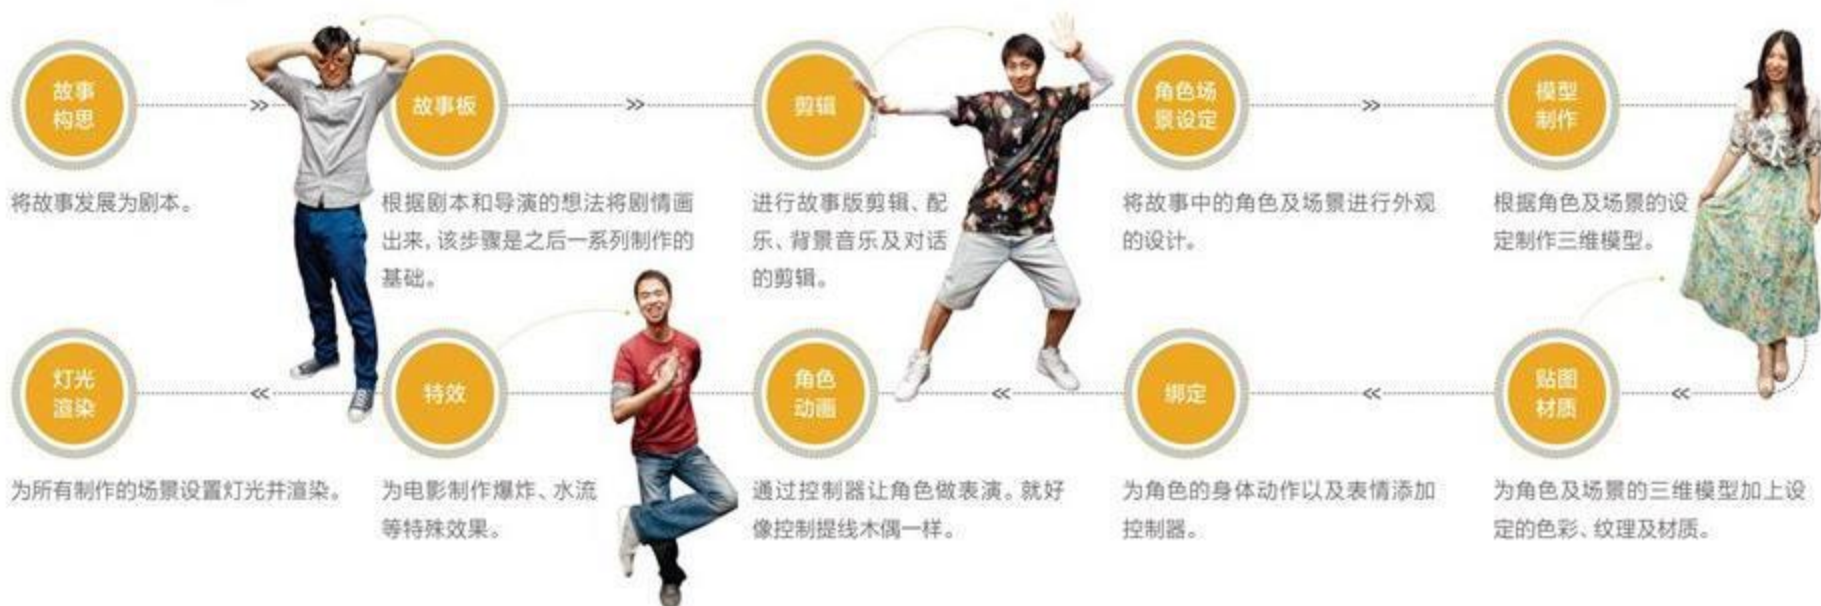 故事
构思
将故事发展为剧本。
故事板
根据剧本和导演的想法将剧情画
出来,该步骤是之后一系列制作的
基础。
剪辑
进行故事版剪辑、配
乐、背景音乐及对话
的剪辑。
角色场
景设定
将故事中的角色及场景进行外观
的设计。
模型
制作
根据角色及场景的设
定制作三维模型。
贴图
材质
为角色及场景的三维模型加上设
定的色彩、纹理及材质。
绑定
为角色的身体动作以及表情添加
控制器。
角色
动画
通过控制器让角色做表演。就好
像控制提线木偶一样。
特效
为电影制作爆炸、水流
等特殊效果。
灯光
渲染
为所有制作的场景设置灯光并渲染。